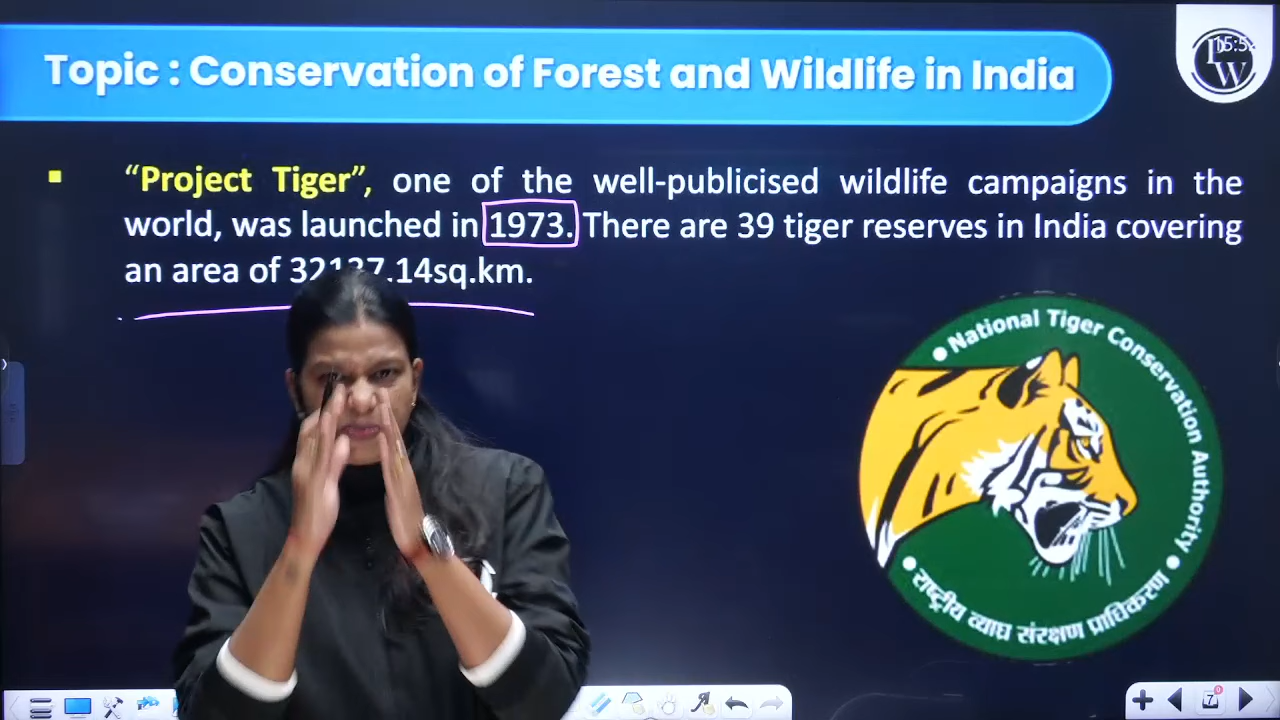 Topic : Conservation of Forest and Wildlife in India
“Project Tiger”, one of the well-publicised wildlife campaigns in the
world, was launched in 1973. There are 39 tiger reserves in India covering
an area of 32137.14sq.km.
National Tiger Conservation Authority
राष्ट्रीय व्याघ्र संरक्षण प्राधिकरण